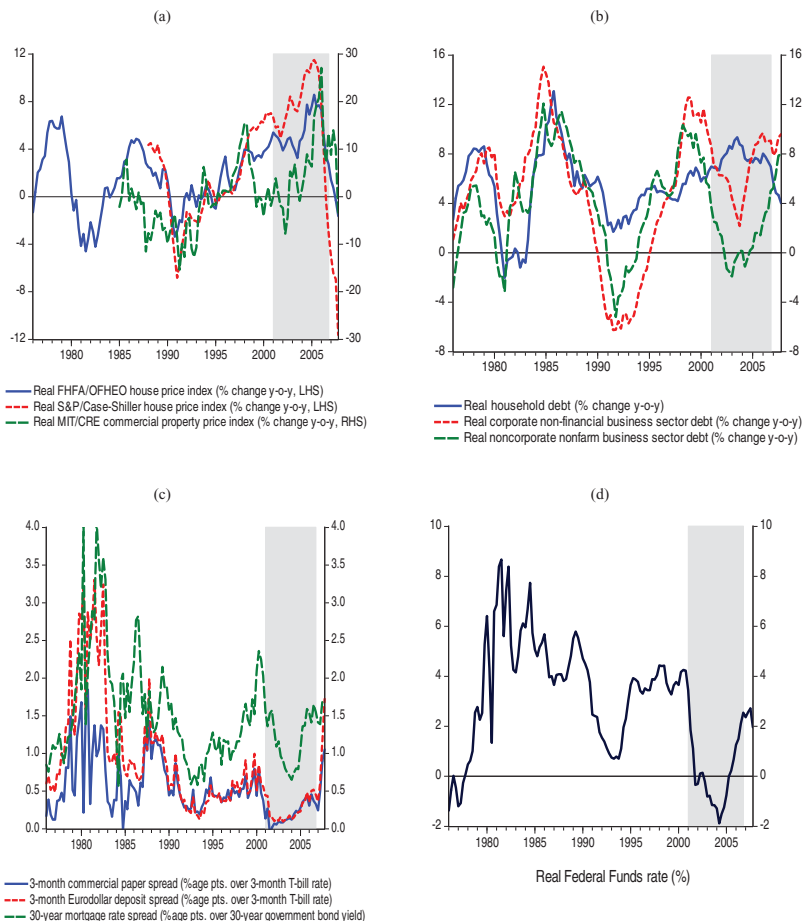 (a)
12 30
8 20
4 10
0 0
-4 -10
-8 -20
-12 -30
1980 1985 1990 1995 2000 2005
Real FHFA/OFHEO house price index (% change y-o-y, LHS)
Real S&P/Case-Shiller house price index (% change y-o-y, LHS)
Real MIT/CRE commercial property price index (% change y-o-y, RHS)
(b)
16 16
12 12
8 8
4 4
0 0
-4 -4
-8 -8
1980 1985 1990 1995 2000 2005
Real household debt (% change y-o-y)
Real corporate non-financial business sector debt (% change y-o-y)
Real noncorporate nonfarm business sector debt (% change y-o-y)
(c)
4.0 4.0
3.5 3.5
3.0 3.0
2.5 2.5
2.0 2.0
1.5 1.5
1.0 1.0
0.5 0.5
0.0 0.0
1980 1985 1990 1995 2000 2005
3-month commercial paper spread (%age pts. over 3-month T-bill rate)
3-month Eurodollar deposit spread (%age pts. over 3-month T-bill rate)
30-year mortgage rate spread (%age pts. over 30-year government bond yield)
(d)
10 10
8 8
6 6
4 4
2 2
0 0
-2 -2
1980 1985 1990 1995 2000 2005
Real Federal Funds rate (%)